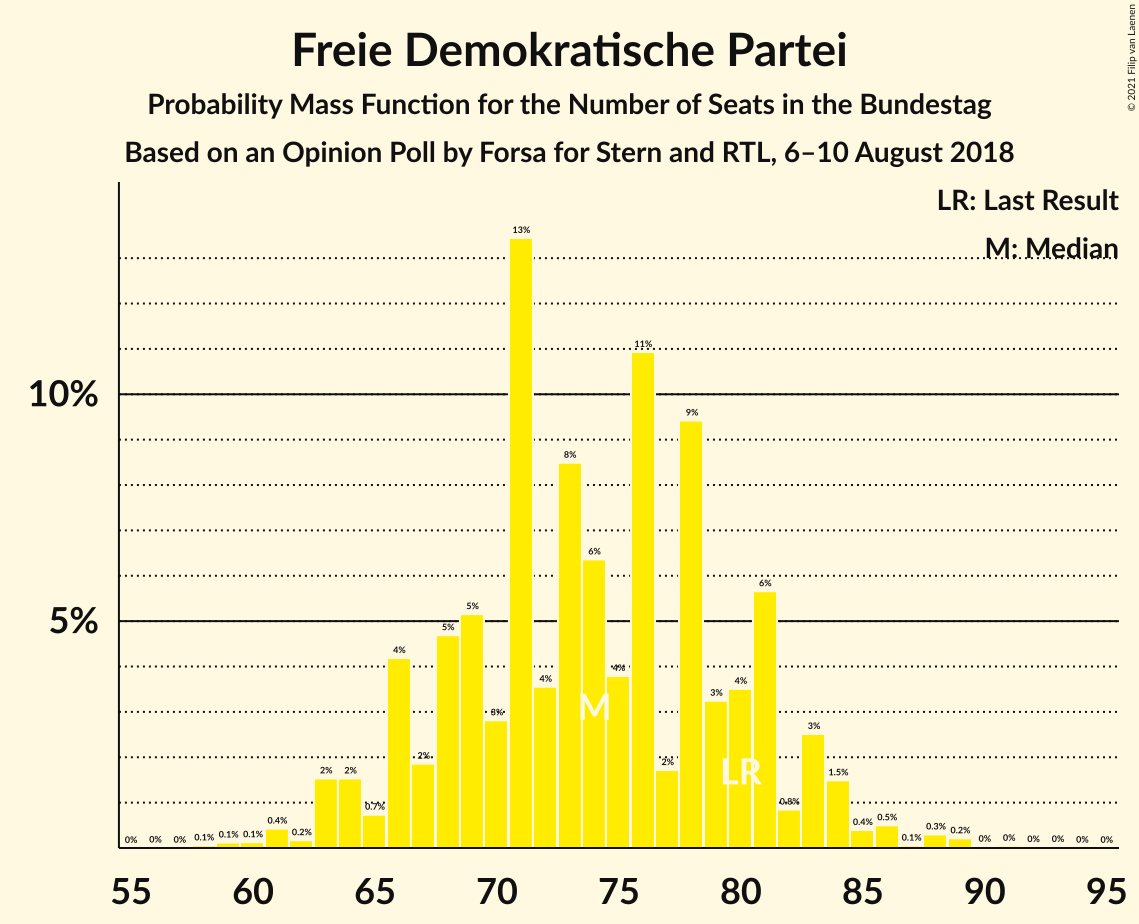 Freie Demokratische Partei
Probability Mass Function for the Number of Seats in the Bundestag
Based on an Opinion Poll by Forsa for Stern and RTL, 6–10 August 2018
© 2021 Filip van Laenen
LR: Last Result
M: Median
10%
5%
0% 0% 0% 0.1% 0.1% 0.1% 0.4% 0.2% 2% 2% 0.7% 4% 2% 5% 5% 3% 13% 4% 8% 6% 4% 11% 2% 9% 3% 4% 6% 0.8% 3% 1.5% 0.4% 0.5% 0.1% 0.3% 0.2% 0% 0% 0% 0% 0% 0%
M
LR
55 60 65 70 75 80 85 90 95